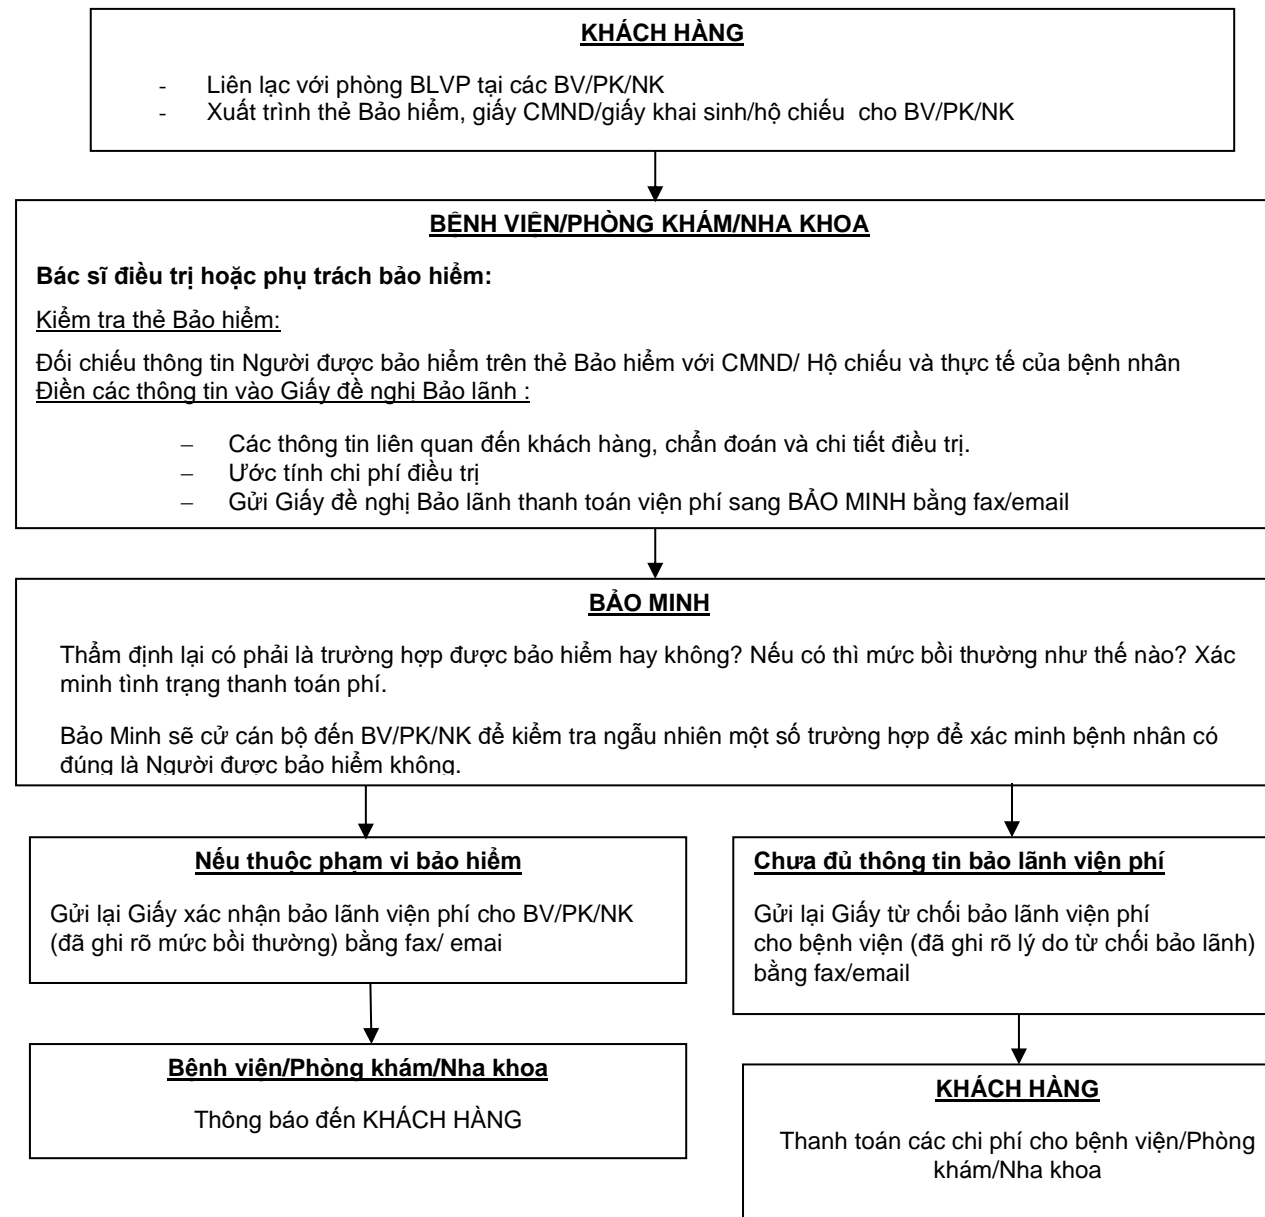 KHÁCH HÀNG
- Liên lạc với phòng BLVP tại các BV/PK/NK
- Xuất trình thẻ Bảo hiểm, giấy CMND/giấy khai sinh/hộ chiếu cho BV/PK/NK
BỆNH VIỆN/PHÒNG KHÁM/NHA KHOA
Bác sĩ điều trị hoặc phụ trách bảo hiểm:
Kiểm tra thẻ Bảo hiểm:
Đối chiếu thông tin Người được bảo hiểm trên thẻ Bảo hiểm với CMND/ Hộ chiếu và thực tế của bệnh nhân
Điền các thông tin vào Giấy đề nghị Bảo lãnh :
– Các thông tin liên quan đến khách hàng, chẩn đoán và chi tiết điều trị.
– Ước tính chi phí điều trị
– Gửi Giấy đề nghị Bảo lãnh thanh toán viện phí sang BẢO MINH bằng fax/email
BẢO MINH
Thẩm định lại có phải là trường hợp được bảo hiểm hay không? Nếu có thì mức bồi thường như thế nào? Xác
minh tình trạng thanh toán phí.
Bảo Minh sẽ cử cán bộ đến BV/PK/NK để kiểm tra ngẫu nhiên một số trường hợp để xác minh bệnh nhân có
đúng là Người được bảo hiểm không.
Nếu thuộc phạm vi bảo hiểm
Gửi lại Giấy xác nhận bảo lãnh viện phí cho BV/PK/NK
(đã ghi rõ mức bồi thường) bằng fax/ emai
Chưa đủ thông tin bảo lãnh viện phí
Gửi lại Giấy từ chối bảo lãnh viện phí
cho bệnh viện (đã ghi rõ lý do từ chối bảo lãnh)
bằng fax/email
Bệnh viện/Phòng khám/Nha khoa
Thông báo đến KHÁCH HÀNG
KHÁCH HÀNG
Thanh toán các chi phí cho bệnh viện/Phòng
khám/Nha khoa